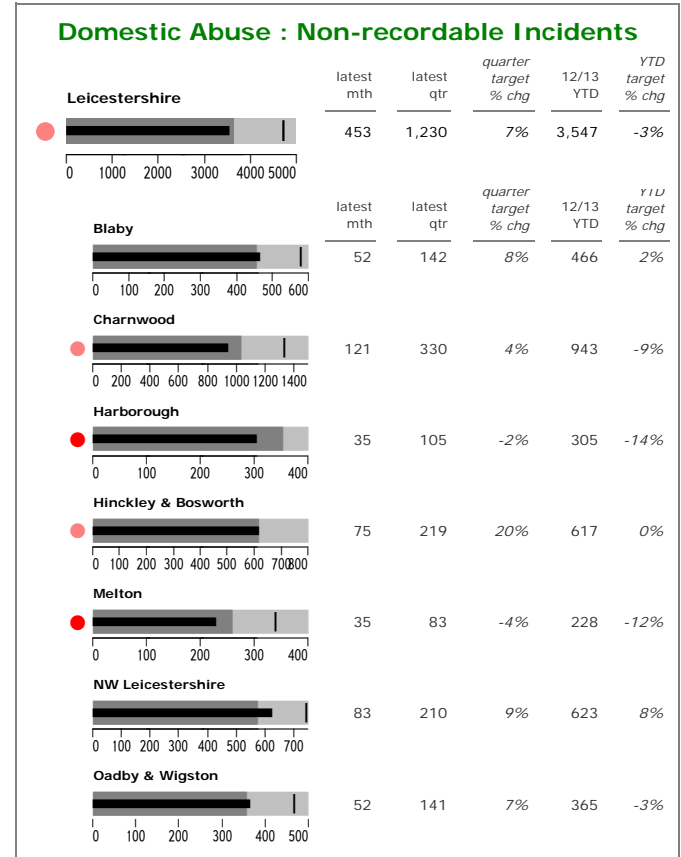 Domestic Abuse : Non-recordable Incidents
latest mth latest qtr quarter target % chg 12/13 YTD YTD target % chg
Leicestershire
453 1,230 7% 3,547 -3%
0 1000 2000 3000 4000 5000
latest mth latest qtr quarter target % chg 12/13 YTD YTD target % chg
Blaby
52 142 8% 466 2%
0 100 200 300 400 500 600
Charnwood
121 330 4% 943 -9%
0 200 400 600 800 1000 1200 1400
Harborough
35 105 -2% 305 -14%
0 100 200 300 400
Hinckley & Bosworth
75 219 20% 617 0%
0 100 200 300 400 500 600 700 800
Melton
35 83 -4% 228 -12%
0 100 200 300 400
NW Leicestershire
83 210 9% 623 8%
0 100 200 300 400 500 600 700
Oadby & Wigston
52 141 7% 365 -3%
0 100 200 300 400 500